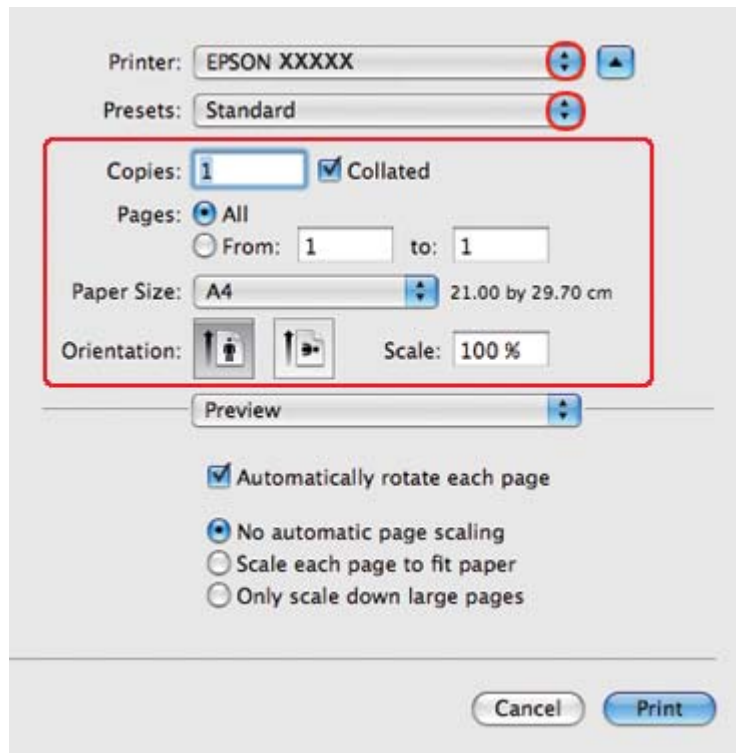 Printer: EPSON XXXXX
Presets: Standard
Copies: 1 Collated
Pages: All
From: 1 to: 1
Paper Size: A4 21.00 by 29.70 cm
Orientation: Scale: 100 %
Preview
Automatically rotate each page
No automatic page scaling
Scale each page to fit paper
Only scale down large pages
Cancel Print